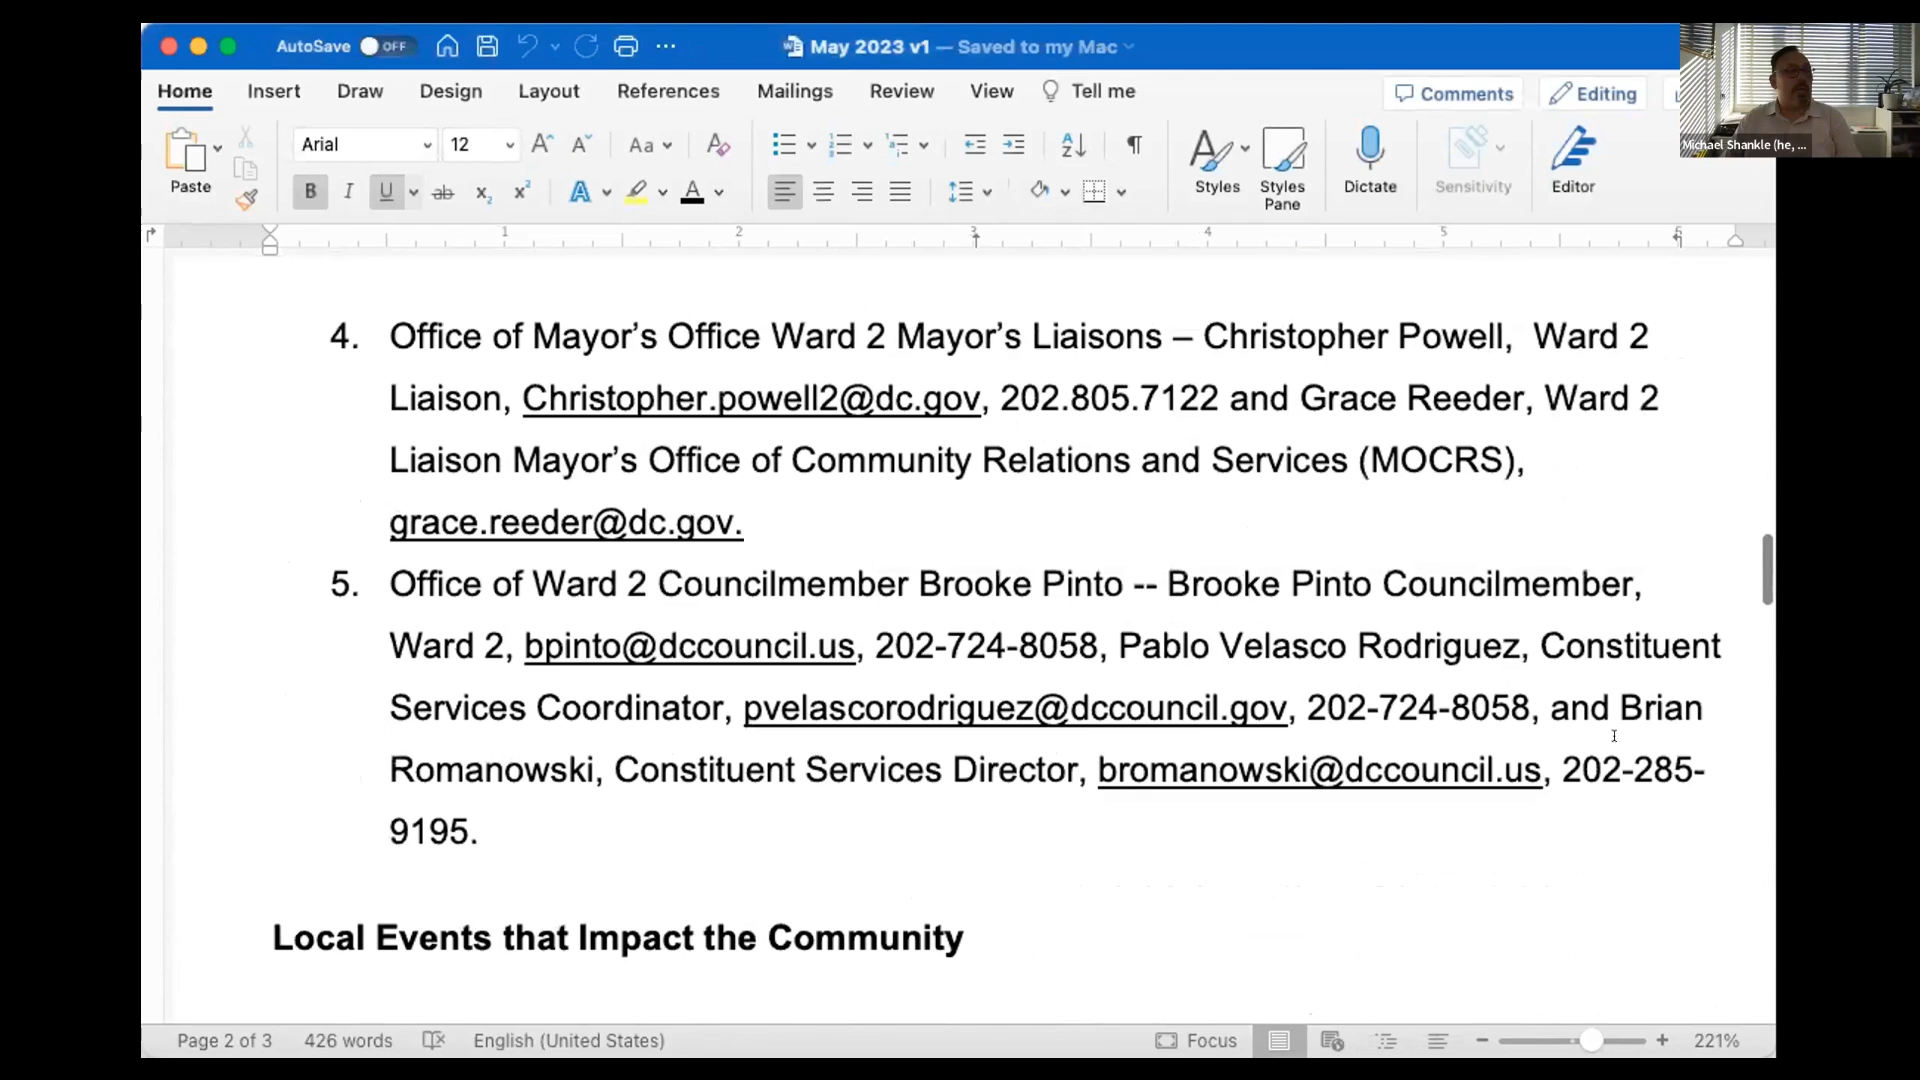 AutoSave OFF
May 2023 v1 — Saved to my Mac
Home Insert Draw Design Layout References Mailings Review View Tell me
Comments Editing
Michael Shankle (he, ...
Paste
Arial 12
Styles
Styles Pane
Dictate
Sensitivity
Editor
1 2 3 4 5 6
4. Office of Mayor’s Office Ward 2 Mayor’s Liaisons – Christopher Powell, Ward 2
Liaison, Christopher.powell2@dc.gov, 202.805.7122 and Grace Reeder, Ward 2
Liaison Mayor’s Office of Community Relations and Services (MOCRS),
grace.reeder@dc.gov.
5. Office of Ward 2 Councilmember Brooke Pinto -- Brooke Pinto Councilmember,
Ward 2, bpinto@dccouncil.us, 202-724-8058, Pablo Velasco Rodriguez, Constituent
Services Coordinator, pvelascorodriguez@dccouncil.gov, 202-724-8058, and Brian
Romanowski, Constituent Services Director, bromanowski@dccouncil.us, 202-285-
9195.
Local Events that Impact the Community
Page 2 of 3 426 words English (United States) Focus 221%